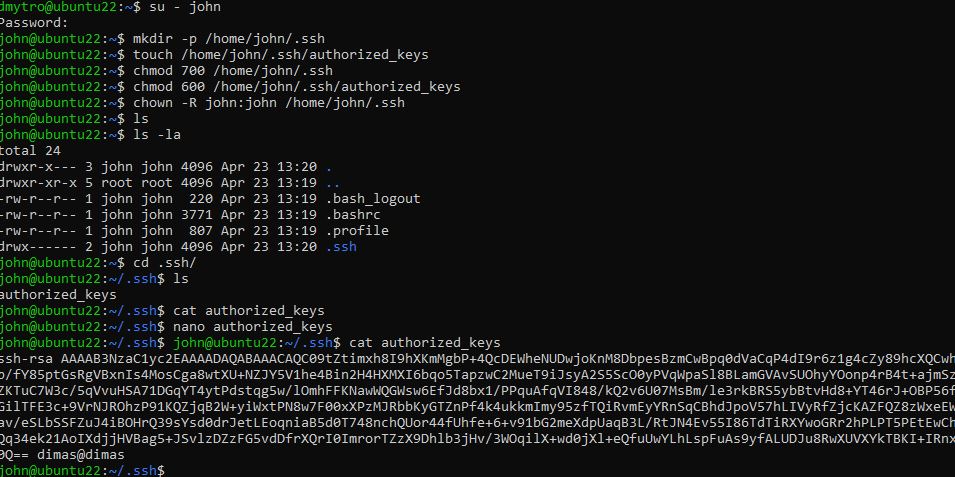 dmytro@ubuntu22:~$ su - john
Password:
john@ubuntu22:~$ mkdir -p /home/john/.ssh
john@ubuntu22:~$ touch /home/john/.ssh/authorized_keys
john@ubuntu22:~$ chmod 700 /home/john/.ssh
john@ubuntu22:~$ chmod 600 /home/john/.ssh/authorized_keys
john@ubuntu22:~$ chown -R john:john /home/john/.ssh
john@ubuntu22:~$ ls
john@ubuntu22:~$ ls -la
total 24
drwxr-x--- 3 john john 4096 Apr 23 13:20 .
drwxr-xr-x 5 root root 4096 Apr 23 13:19 ..
-rw-r--r-- 1 john john  220 Apr 23 13:19 .bash_logout
-rw-r--r-- 1 john john 3771 Apr 23 13:19 .bashrc
-rw-r--r-- 1 john john  807 Apr 23 13:19 .profile
drwx------ 2 john john 4096 Apr 23 13:20 .ssh
john@ubuntu22:~$ cd .ssh/
john@ubuntu22:~/.ssh$ ls
authorized_keys
john@ubuntu22:~/.ssh$ cat authorized_keys
john@ubuntu22:~/.ssh$ nano authorized_keys
john@ubuntu22:~/.ssh$ john@ubuntu22:~/.ssh$ cat authorized_keys
ssh-rsa AAAAB3NzaC1yc2EAAAADAQABAAACAQC09tZtimxh8I9hXKmMgbP+4QcDEWheNUDwjoKnM8DbpesBzmCwBpq0dVaCqP4dI9r6z1g4cZy89hcXQCwh
p/fY85ptGsRgVBxnIs4MosCga8wtXU+NZJY5V1he4Bin2H4HXMXI6bqo5TapzwC2MueT9iJsyA2S5ScO0yPVqWpaSl8BLamGVAvSUOhyYOonp4rB4t+ajmSz
ZKTuC7W3c/5qVvuHSA71DGqYT4ytPdstqg5w/lOmhFFKNawWQGWsw6EfJd8bx1/PPquAfqVI848/kQ2v6U07MsBm/le3rkBRS5ybBtvHd8+YT46rJ+OBP56f
GilTFE3c+9VrNJROhzP91KQZjqB2W+yiWxtPN8w7F00xXPzMJRbbKyGTZnPf4k4ukkmImy95zfTQiRvmEyYRNsQCBhdJpoV57hLIVyRfZjcKAZFQZ8zWxeEW
av/eSLbSSFZuJ4iBOHrQ39sYsd0drJetLEoqniaB5d0T748nchQUor44fUhfe+6+v91bG2meXdpUaqB3L/RtJN4Ev55I86TdTiRXYwoGRr2hPLPT5PEtEwCh
Qq34ek21AoIXdjjHVBag5+JSvlzDZzFG5vdDfrXQrI0ImrorTZzX9Dhlb3jHv/3WOqilX+wd0jXl+eQfuUwYLhLspFuAs9yfALUDJu8RwXUVXYkTBKI+IRnx
0Q== dimas@dimas
john@ubuntu22:~/.ssh$